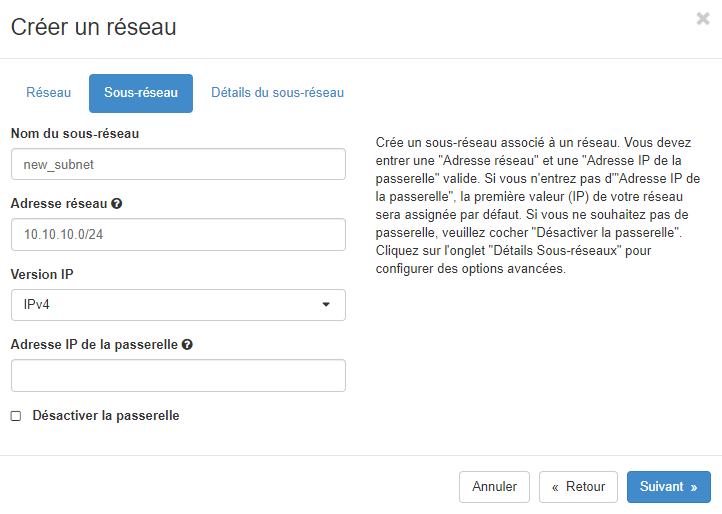 Créer un réseau
Réseau
Sous-réseau
Détails du sous-réseau
Nom du sous-réseau
new_subnet
Adresse réseau
10.10.10.0/24
Version IP
IPv4
Adresse IP de la passerelle
Désactiver la passerelle
Crée un sous-réseau associé à un réseau. Vous devez
entrer une "Adresse réseau" et une "Adresse IP de la
passerelle" valide. Si vous n'entrez pas d'"Adresse IP de
la passerelle", la première valeur (IP) de votre réseau
sera assignée par défaut. Si vous ne souhaitez pas de
passerelle, veuillez cocher "Désactiver la passerelle".
Cliquez sur l'onglet "Détails Sous-réseaux" pour
configurer des options avancées.
Annuler
« Retour
Suivant »